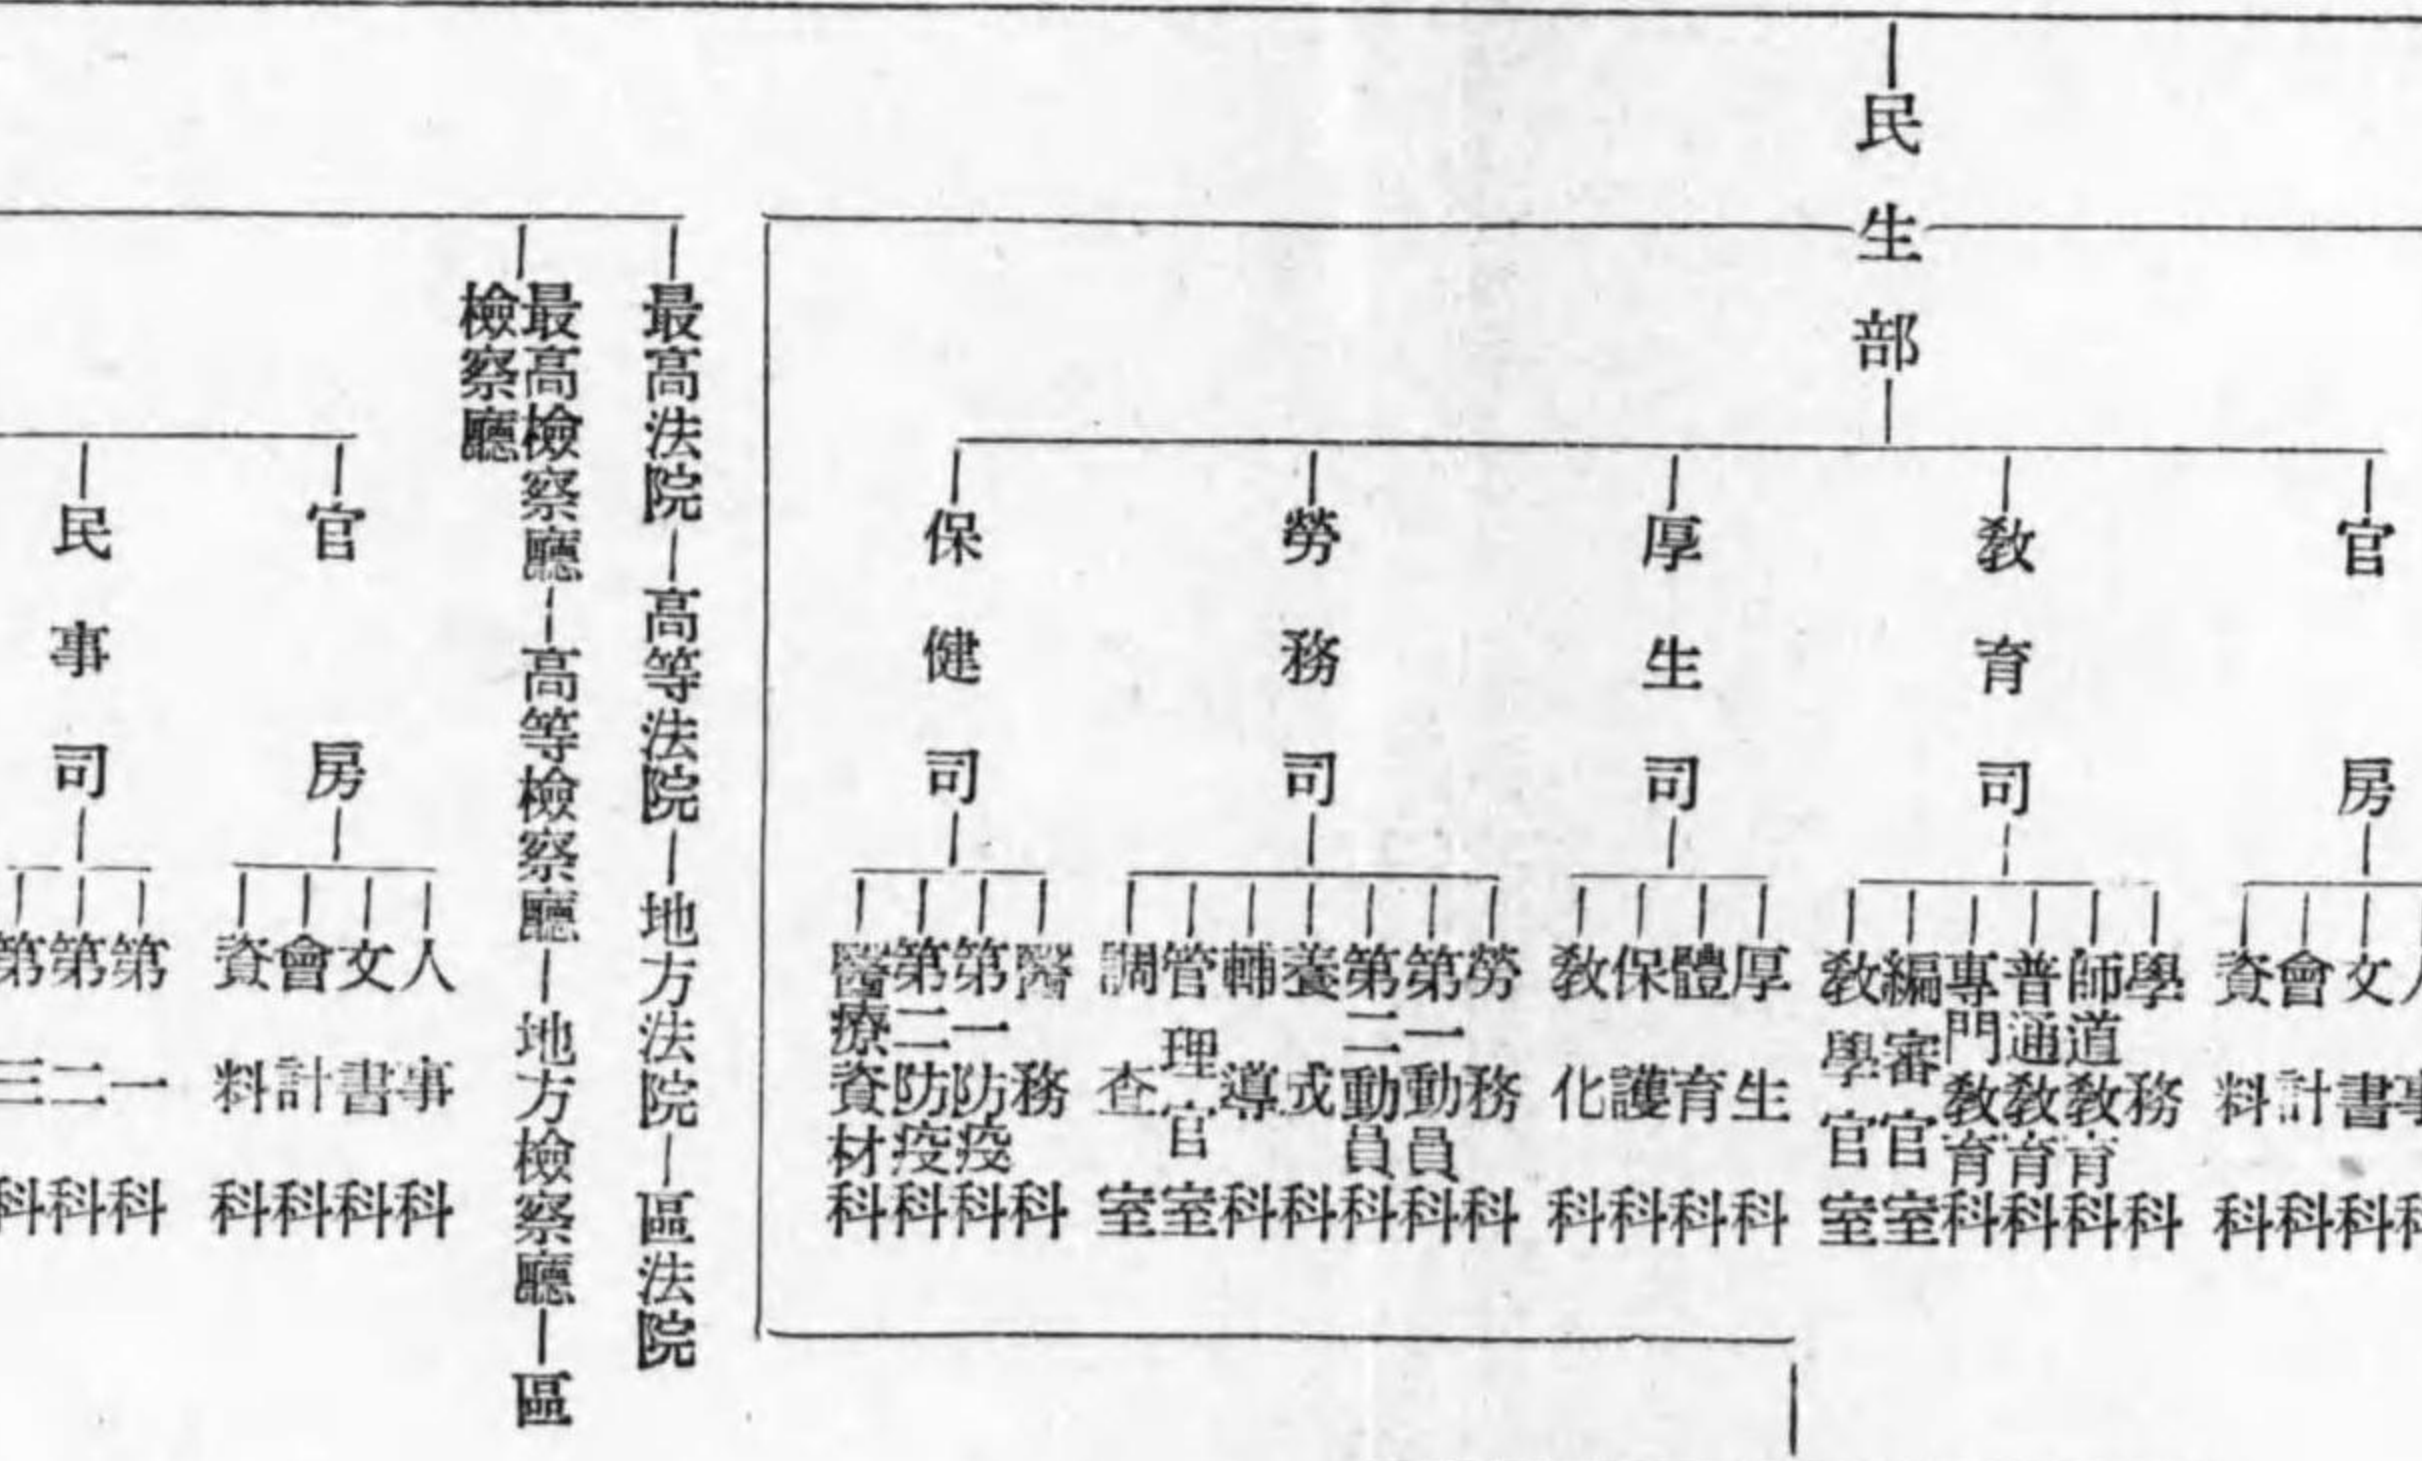 民生部
官房
人事科
文書科
會計科
資料科
教育司
學務科
師道教育科
普通教育科
專門教育科
編審官室
教學官室
厚生司
厚生科
體育科
保護科
教化科
勞務司
勞務科
第一動員科
第二動員科
養成科
輔導科
管理官室
調查室
保健司
醫務科
第一防疫科
第二防疫科
醫療資材科
最高法院—高等法院—地方法院—區法院
最高檢察廳—高等檢察廳—地方檢察廳—區
檢察廳
官房
人事科
文書科
會計科
資料科
民事司
第一科
第二科
第三科